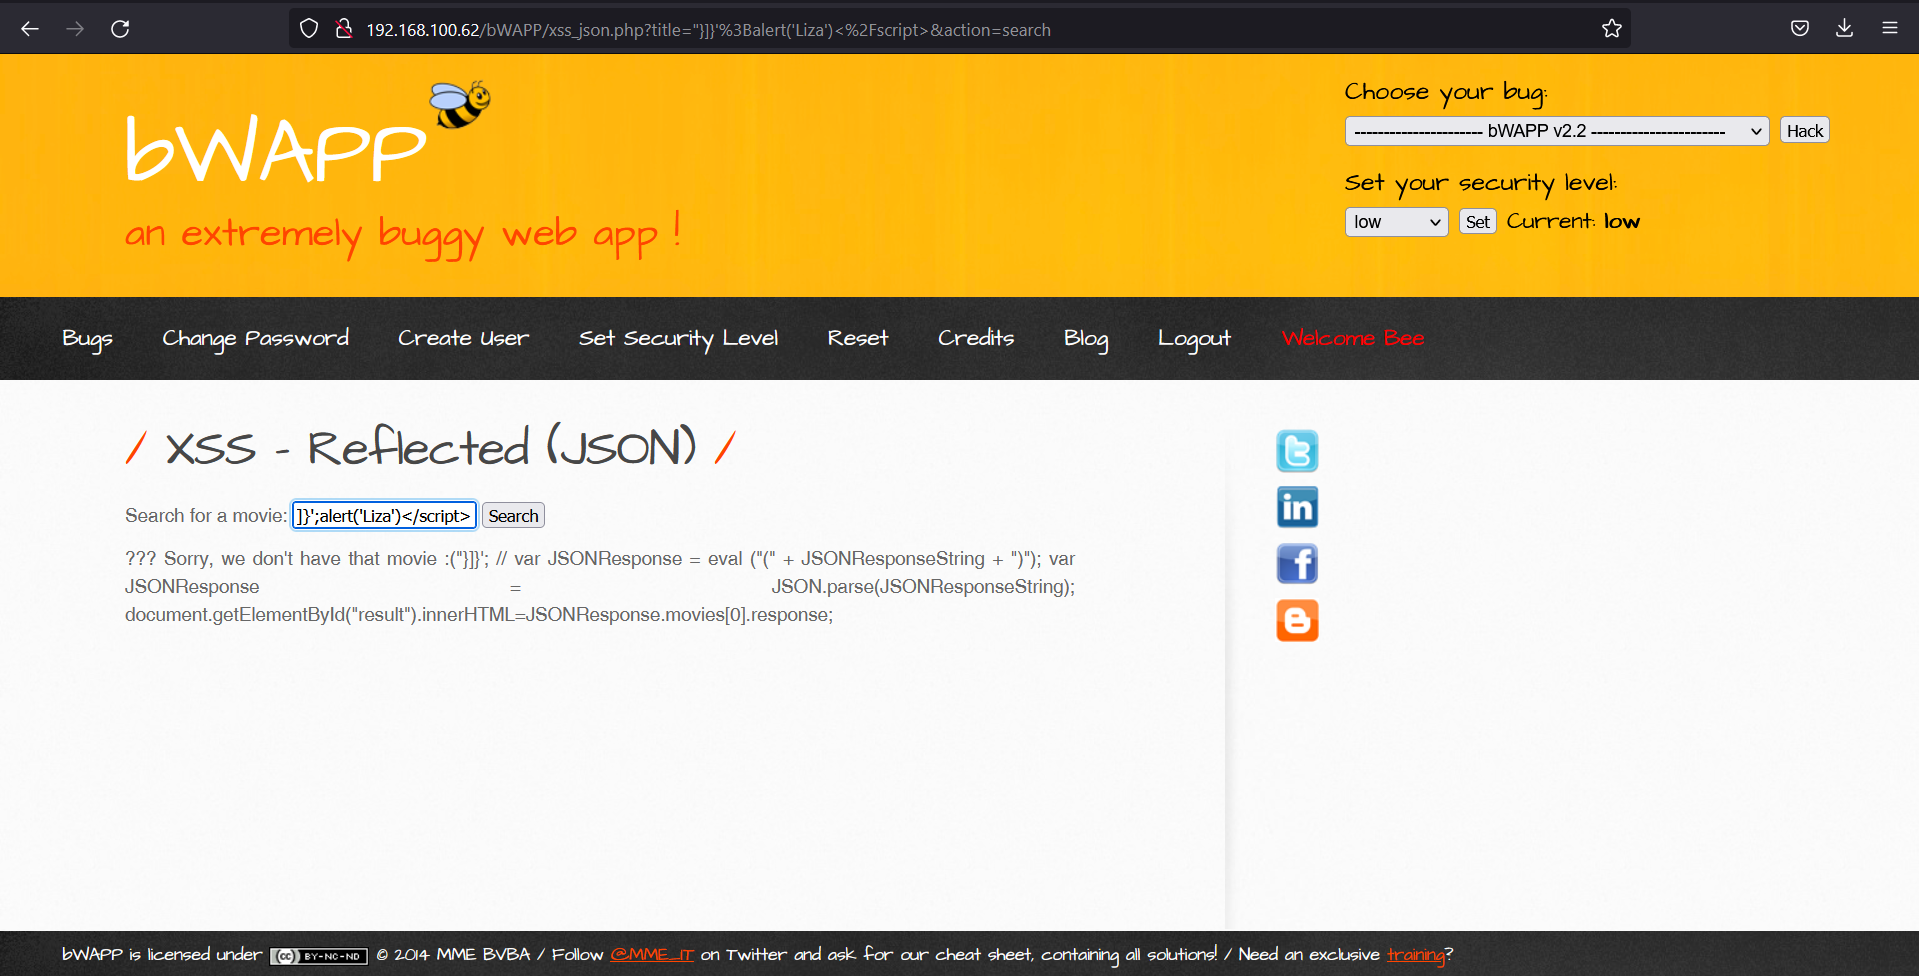 192.168.100.62/bWAPP/xss_json.php?title="}]}'%3Balert('Liza')<%2Fscript>&action=search
bWAPP
an extremely buggy web app !
Choose your bug:
---------------------- bWAPP v2.2 ----------------------- Hack
Set your security level:
low Set Current: low
Bugs Change Password Create User Set Security Level Reset Credits Blog Logout Welcome Bee
/ XSS - Reflected (JSON) /
Search for a movie: ]}';alert('Liza')</script> Search
??? Sorry, we don't have that movie :("}]}'; // var JSONResponse = eval ("(" + JSONResponseString + ")"); var
JSONResponse = JSON.parse(JSONResponseString);
document.getElementById("result").innerHTML=JSONResponse.movies[0].response;
bWAPP is licensed under (cc) BY-NC-ND © 2014 MME BVBA / Follow @MME_IT on Twitter and ask for our cheat sheet, containing all solutions! / Need an exclusive training?